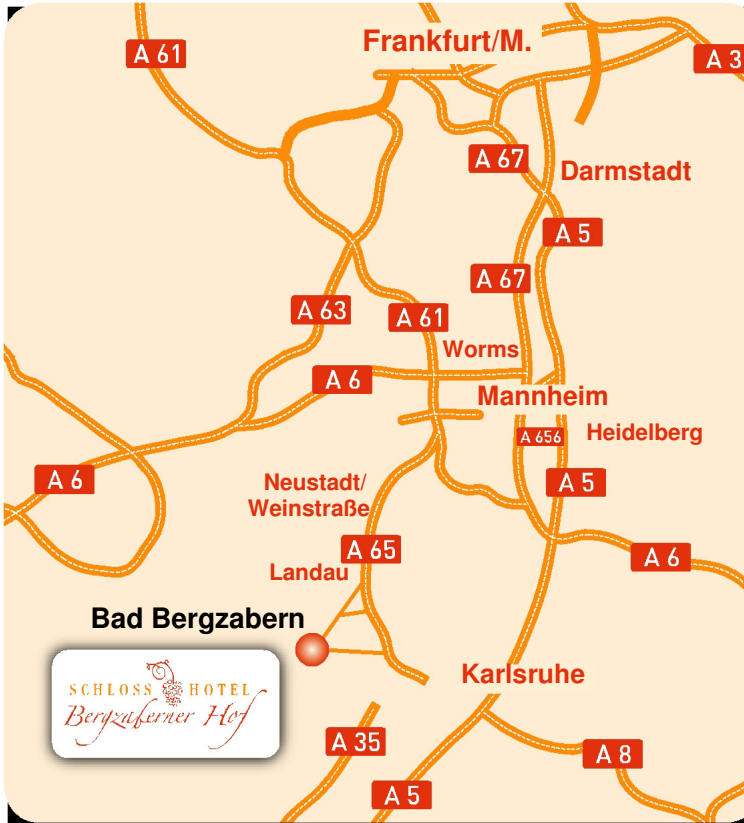 Frankfurt/M.
A 61
A 3
A 67
Darmstadt
A 5
A 67
A 63
A 61
Worms
A 6
Mannheim
A 656
Heidelberg
A 6
Neustadt/
Weinstraße
A 5
A 65
A 6
Landau
Bad Bergzabern
Karlsruhe
SCHLOSS HOTEL
Bergzaberner Hof
A 35
A 8
A 5